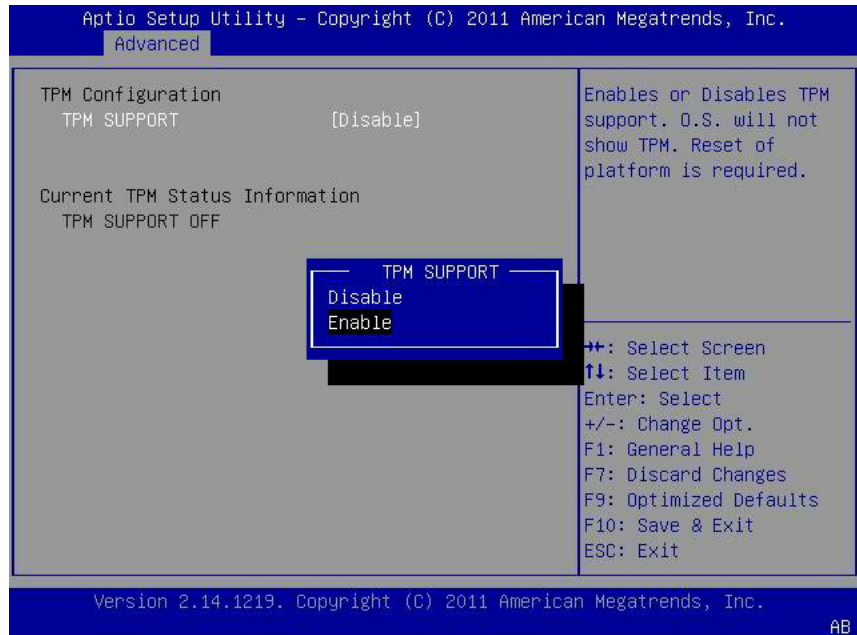 Aptio Setup Utility – Copyright (C) 2011 American Megatrends, Inc.
Advanced
TPM Configuration
TPM SUPPORT [Disable]
Current TPM Status Information
TPM SUPPORT OFF
TPM SUPPORT
Disable
Enable
Enables or Disables TPM
support. O.S. will not
show TPM. Reset of
platform is required.
→←: Select Screen
↑↓: Select Item
Enter: Select
+/-: Change Opt.
F1: General Help
F7: Discard Changes
F9: Optimized Defaults
F10: Save & Exit
ESC: Exit
Version 2.14.1219. Copyright (C) 2011 American Megatrends, Inc.
AB